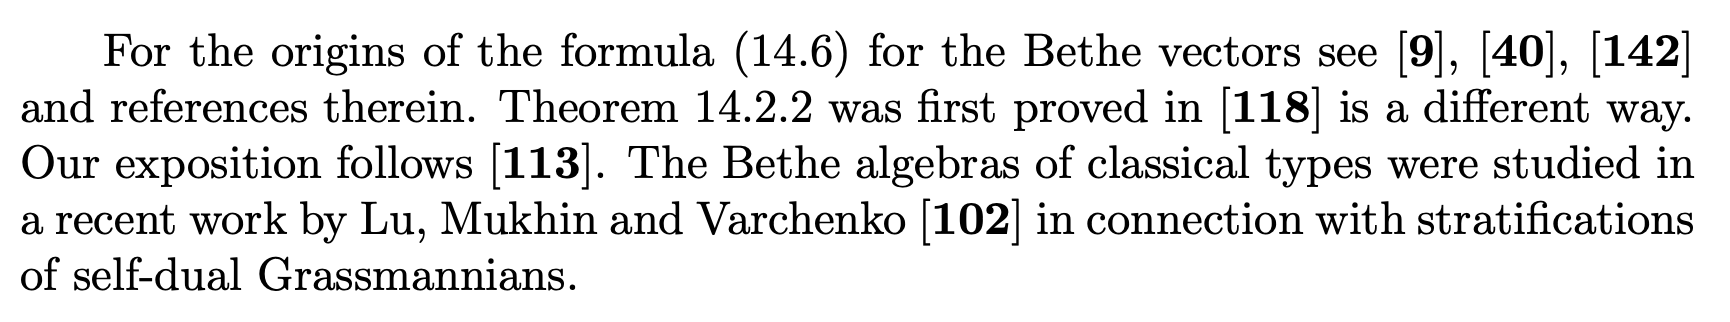 For the origins of the formula (14.6) for the Bethe vectors see [9], [40], [142]
and references therein. Theorem 14.2.2 was first proved in [118] is a different way.
Our exposition follows [113]. The Bethe algebras of classical types were studied in
a recent work by Lu, Mukhin and Varchenko [102] in connection with stratifications
of self-dual Grassmannians.